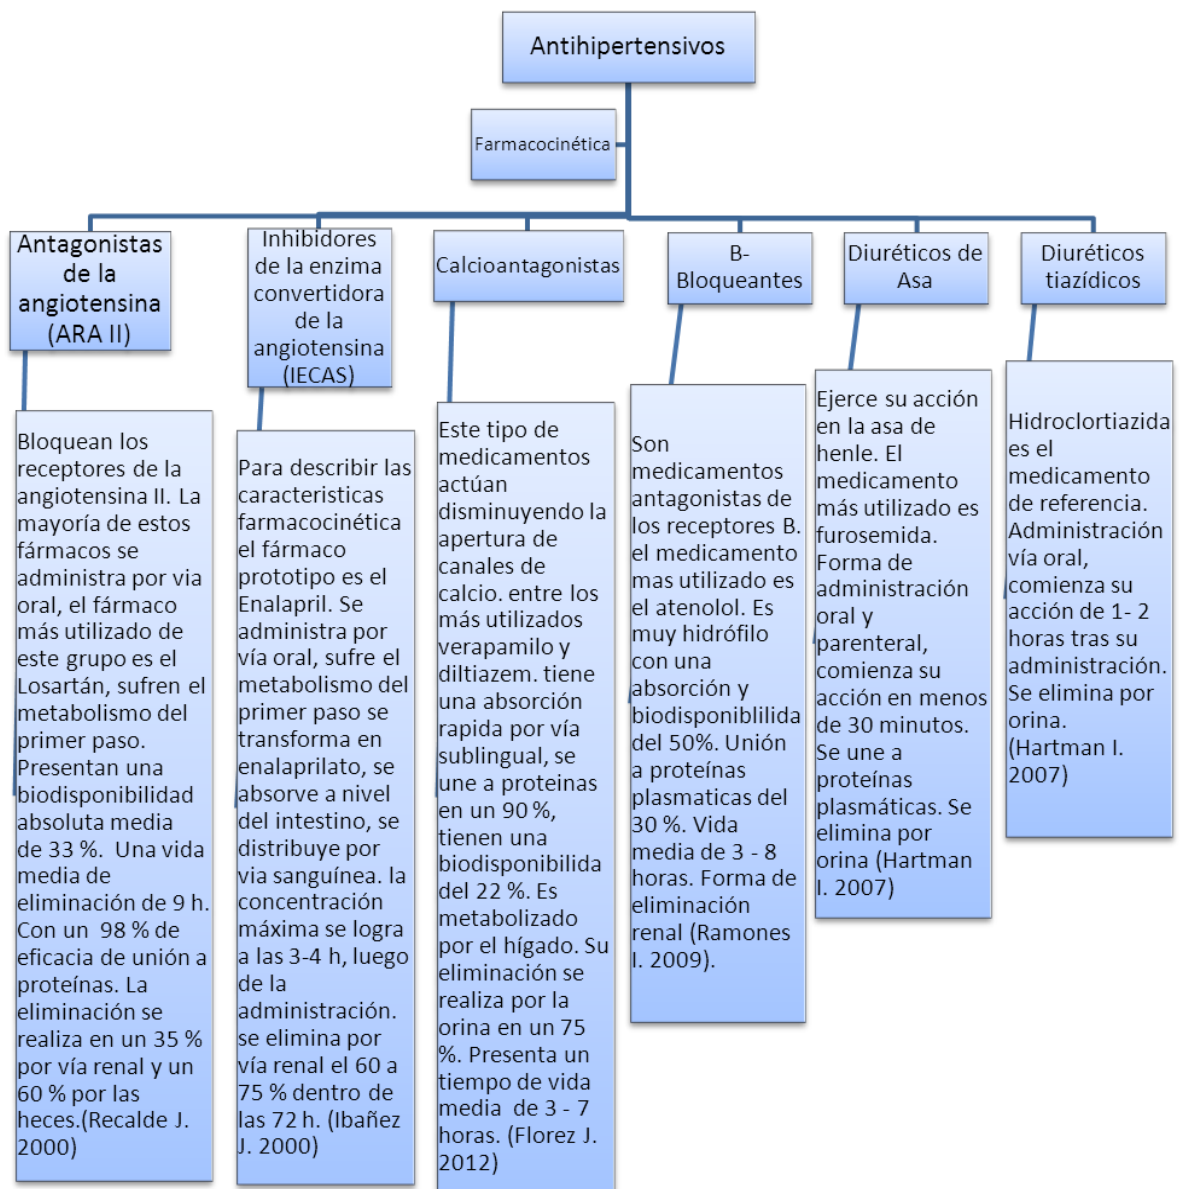 Antihipertensivos
Farmacocinética
Antagonistas
de la
angiotensina
(ARA II)
Bloquean los
receptores de la
angiotensina II. La
mayoría de estos
fármacos se
administra por via
oral, el fármaco
más utilizado de
este grupo es el
Losartán, sufren el
metabolismo del
primer paso.
Presentan una
biodisponibilidad
absoluta media
de 33 %. Una vida
media de
eliminación de 9 h.
Con un 98 % de
eficacia de unión a
proteínas. La
eliminación se
realiza en un 35 %
por vía renal y un
60 % por las
heces.(Recalde J.
2000)
Inhibidores
de la enzima
convertidora
de la
angiotensina
(IECAS)
Para describir las
caracteristicas
farmacocinética
el fármaco
prototipo es el
Enalapril. Se
administra por
vía oral, sufre el
metabolismo del
primer paso se
transforma en
enalaprilato, se
absorve a nivel
del intestino, se
distribuye por
via sanguínea. la
concentración
máxima se logra
a las 3-4 h, luego
de la
administración.
se elimina por
vía renal el 60 a
75 % dentro de
las 72 h. (Ibañez
J. 2000)
Calcioantagonistas
Este tipo de
medicamentos
actúan
disminuyendo la
apertura de
canales de
calcio. entre los
más utilizados
verapamilo y
diltiazem. tiene
una absorción
rapida por vía
sublingual, se
une a proteinas
en un 90 %,
tienen una
biodisponibilida
del 22 %. Es
metabolizado
por el hígado. Su
eliminación se
realiza por la
orina en un 75
%. Presenta un
tiempo de vida
media de 3 - 7
horas. (Florez J.
2012)
B-
Bloqueantes
Son
medicamentos
antagonistas de
los receptores B.
el medicamento
mas utilizado es
el atenolol. Es
muy hidrófilo
con una
absorción y
biodisponiblilida
del 50%. Unión
a proteínas
plasmaticas del
30 %. Vida
media de 3 - 8
horas. Forma de
eliminación
renal (Ramones
I. 2009).
Diuréticos de
Asa
Ejerce su acción
en la asa de
henle. El
medicamento
más utilizado es
furosemida.
Forma de
administración
oral y
parenteral,
comienza su
acción en menos
de 30 minutos.
Se une a
proteínas
plasmáticas. Se
elimina por
orina (Hartman
I. 2007)
Diuréticos
tiazídicos
Hidroclortiazida
es el
medicamento
de referencia.
Administración
vía oral,
comienza su
acción de 1- 2
horas tras su
administración.
Se elimina por
orina.
(Hartman I.
2007)